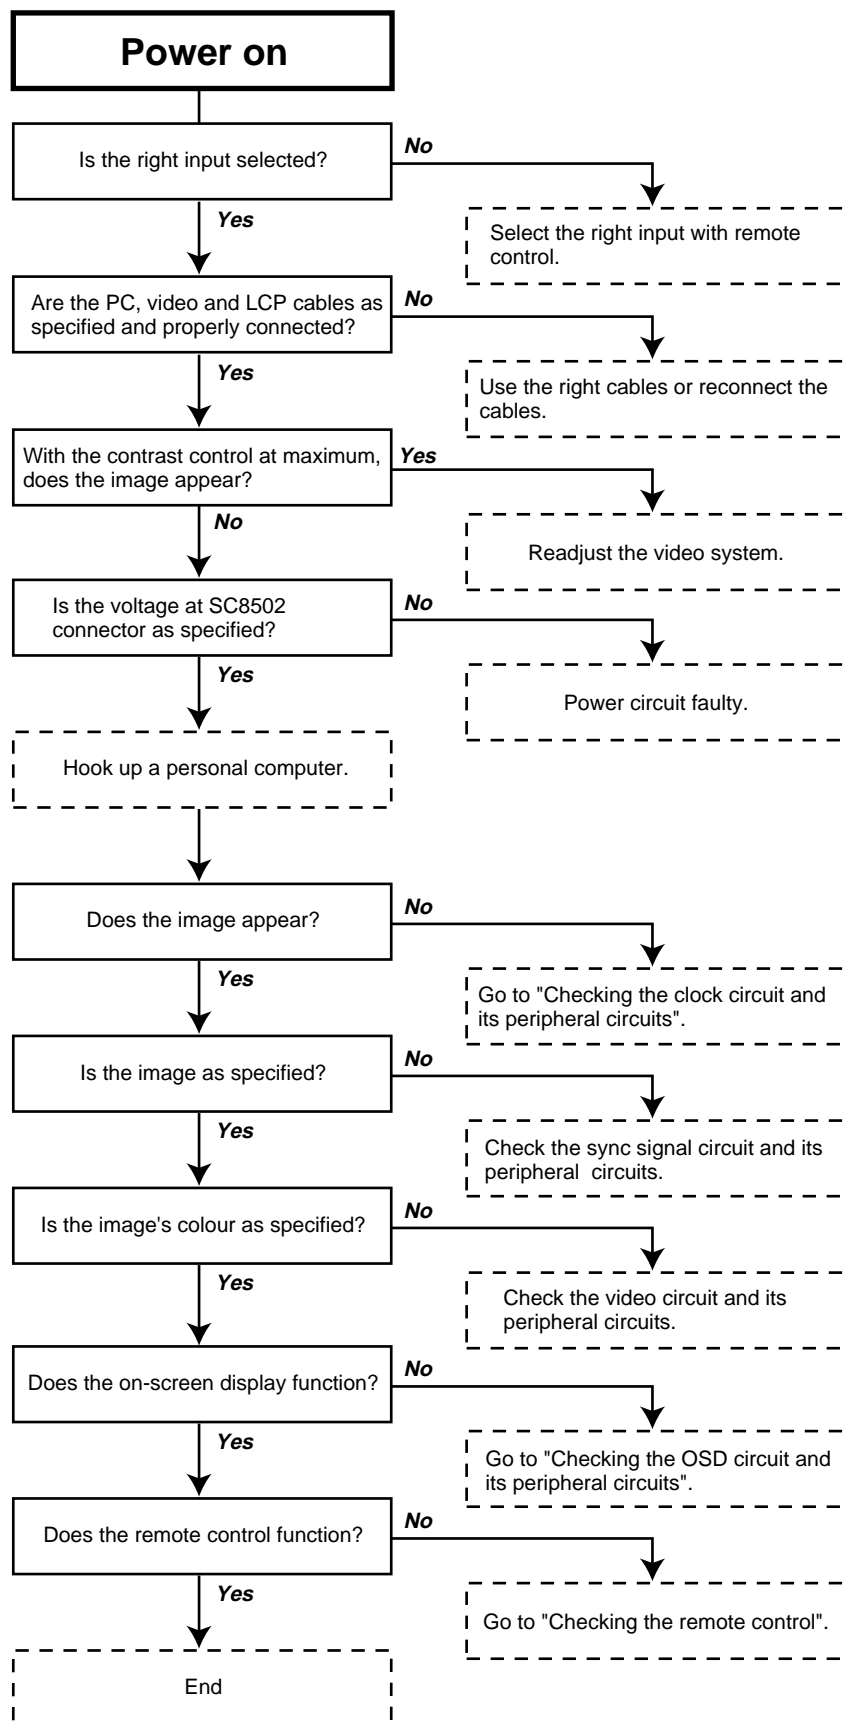 Power on
Is the right input selected?
No
Yes
Select the right input with remote
control.
Are the PC, video and LCP cables as
specified and properly connected?
No
Yes
Use the right cables or reconnect the
cables.
With the contrast control at maximum,
does the image appear?
Yes
No
Readjust the video system.
Is the voltage at SC8502
connector as specified?
No
Yes
Power circuit faulty.
Hook up a personal computer.
Does the image appear?
No
Yes
Go to "Checking the clock circuit and
its peripheral circuits".
Is the image as specified?
No
Yes
Check the sync signal circuit and its
peripheral circuits.
Is the image's colour as specified?
No
Yes
Check the video circuit and its
peripheral circuits.
Does the on-screen display function?
No
Yes
Go to "Checking the OSD circuit and
its peripheral circuits".
Does the remote control function?
No
Yes
Go to "Checking the remote control".
End